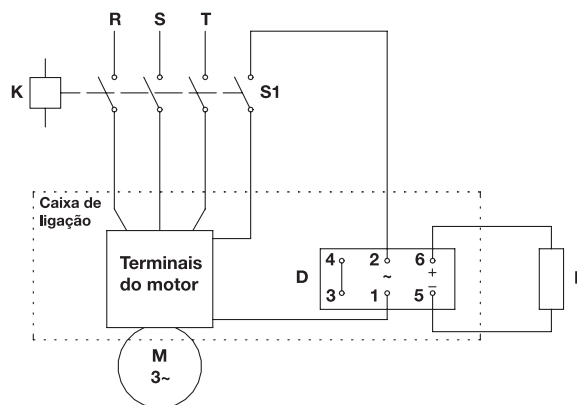 R S T
K
S1
Caixa de
ligação
Terminais
do motor
D
4 2 6
~ +
–
3 1 5
M
3~